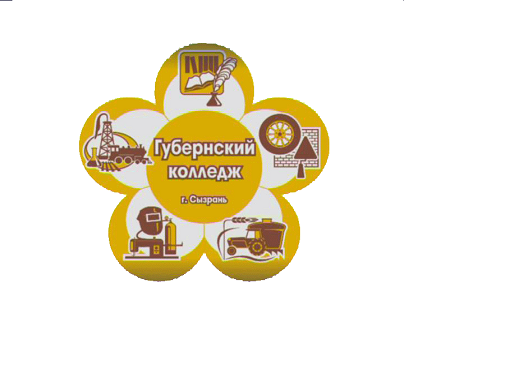 Губернский
колледж
г. Сызрань